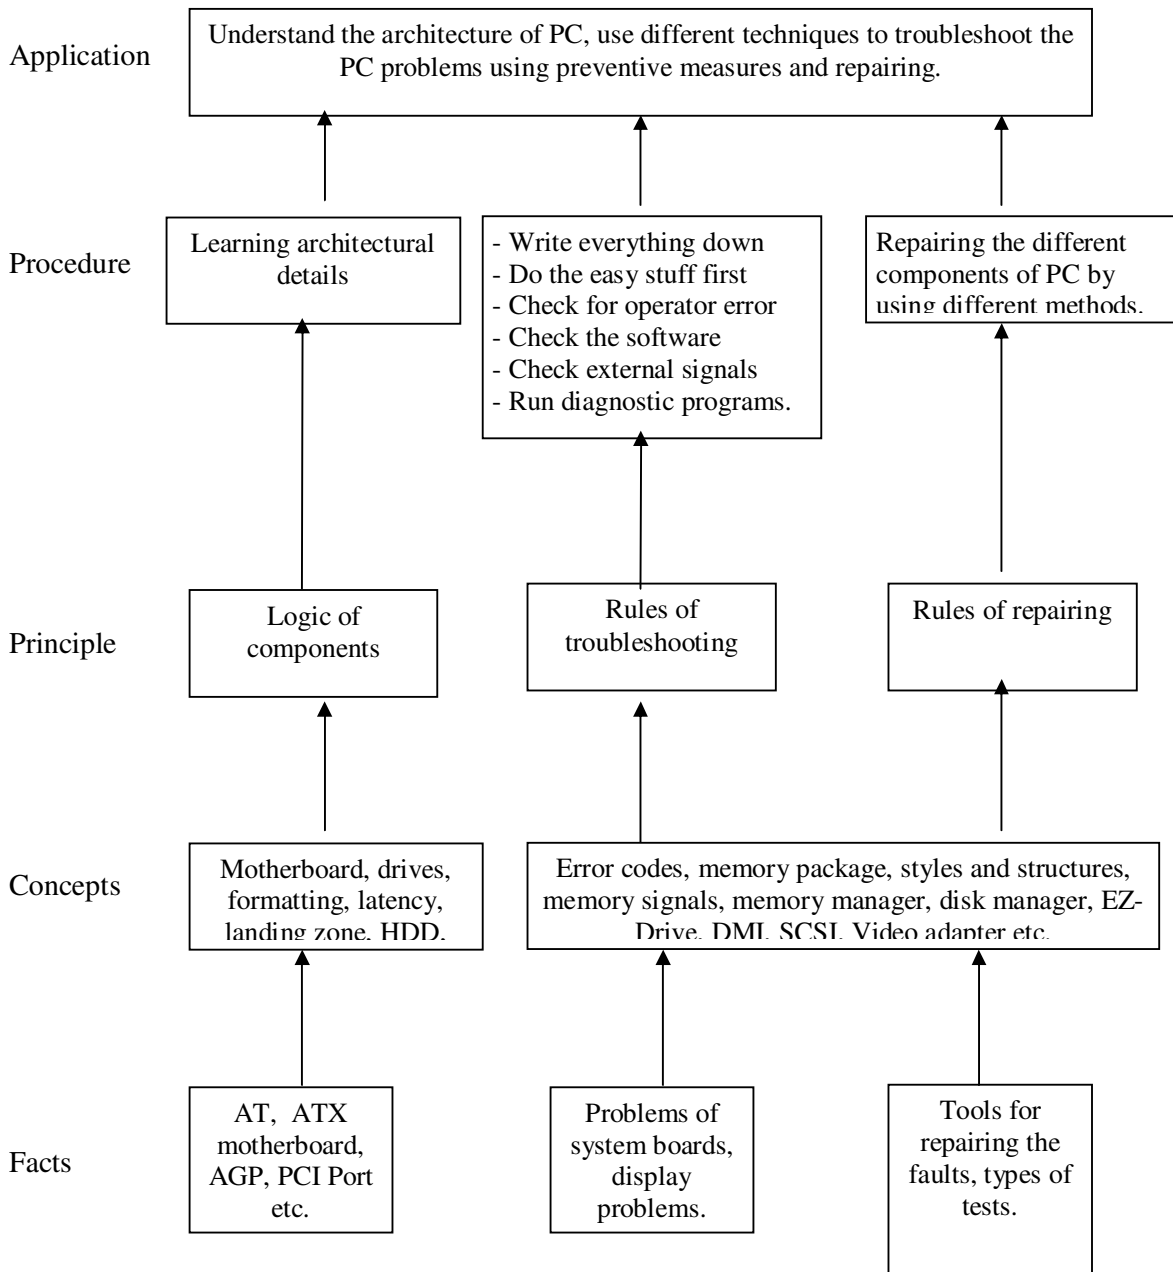 Application
Understand the architecture of PC, use different techniques to troubleshoot the
PC problems using preventive measures and repairing.
Procedure
Learning architectural
details
- Write everything down
- Do the easy stuff first
- Check for operator error
- Check the software
- Check external signals
- Run diagnostic programs.
Repairing the different
components of PC by
using different methods.
Principle
Logic of
components
Rules of
troubleshooting
Rules of repairing
Concepts
Motherboard, drives,
formatting, latency,
landing zone, HDD,
Error codes, memory package, styles and structures,
memory signals, memory manager, disk manager, EZ-
Drive, DMI, SCSI, Video adapter etc.
Facts
AT,  ATX
motherboard,
AGP, PCI Port
etc.
Problems of
system boards,
display
problems.
Tools for
repairing the
faults, types of
tests.